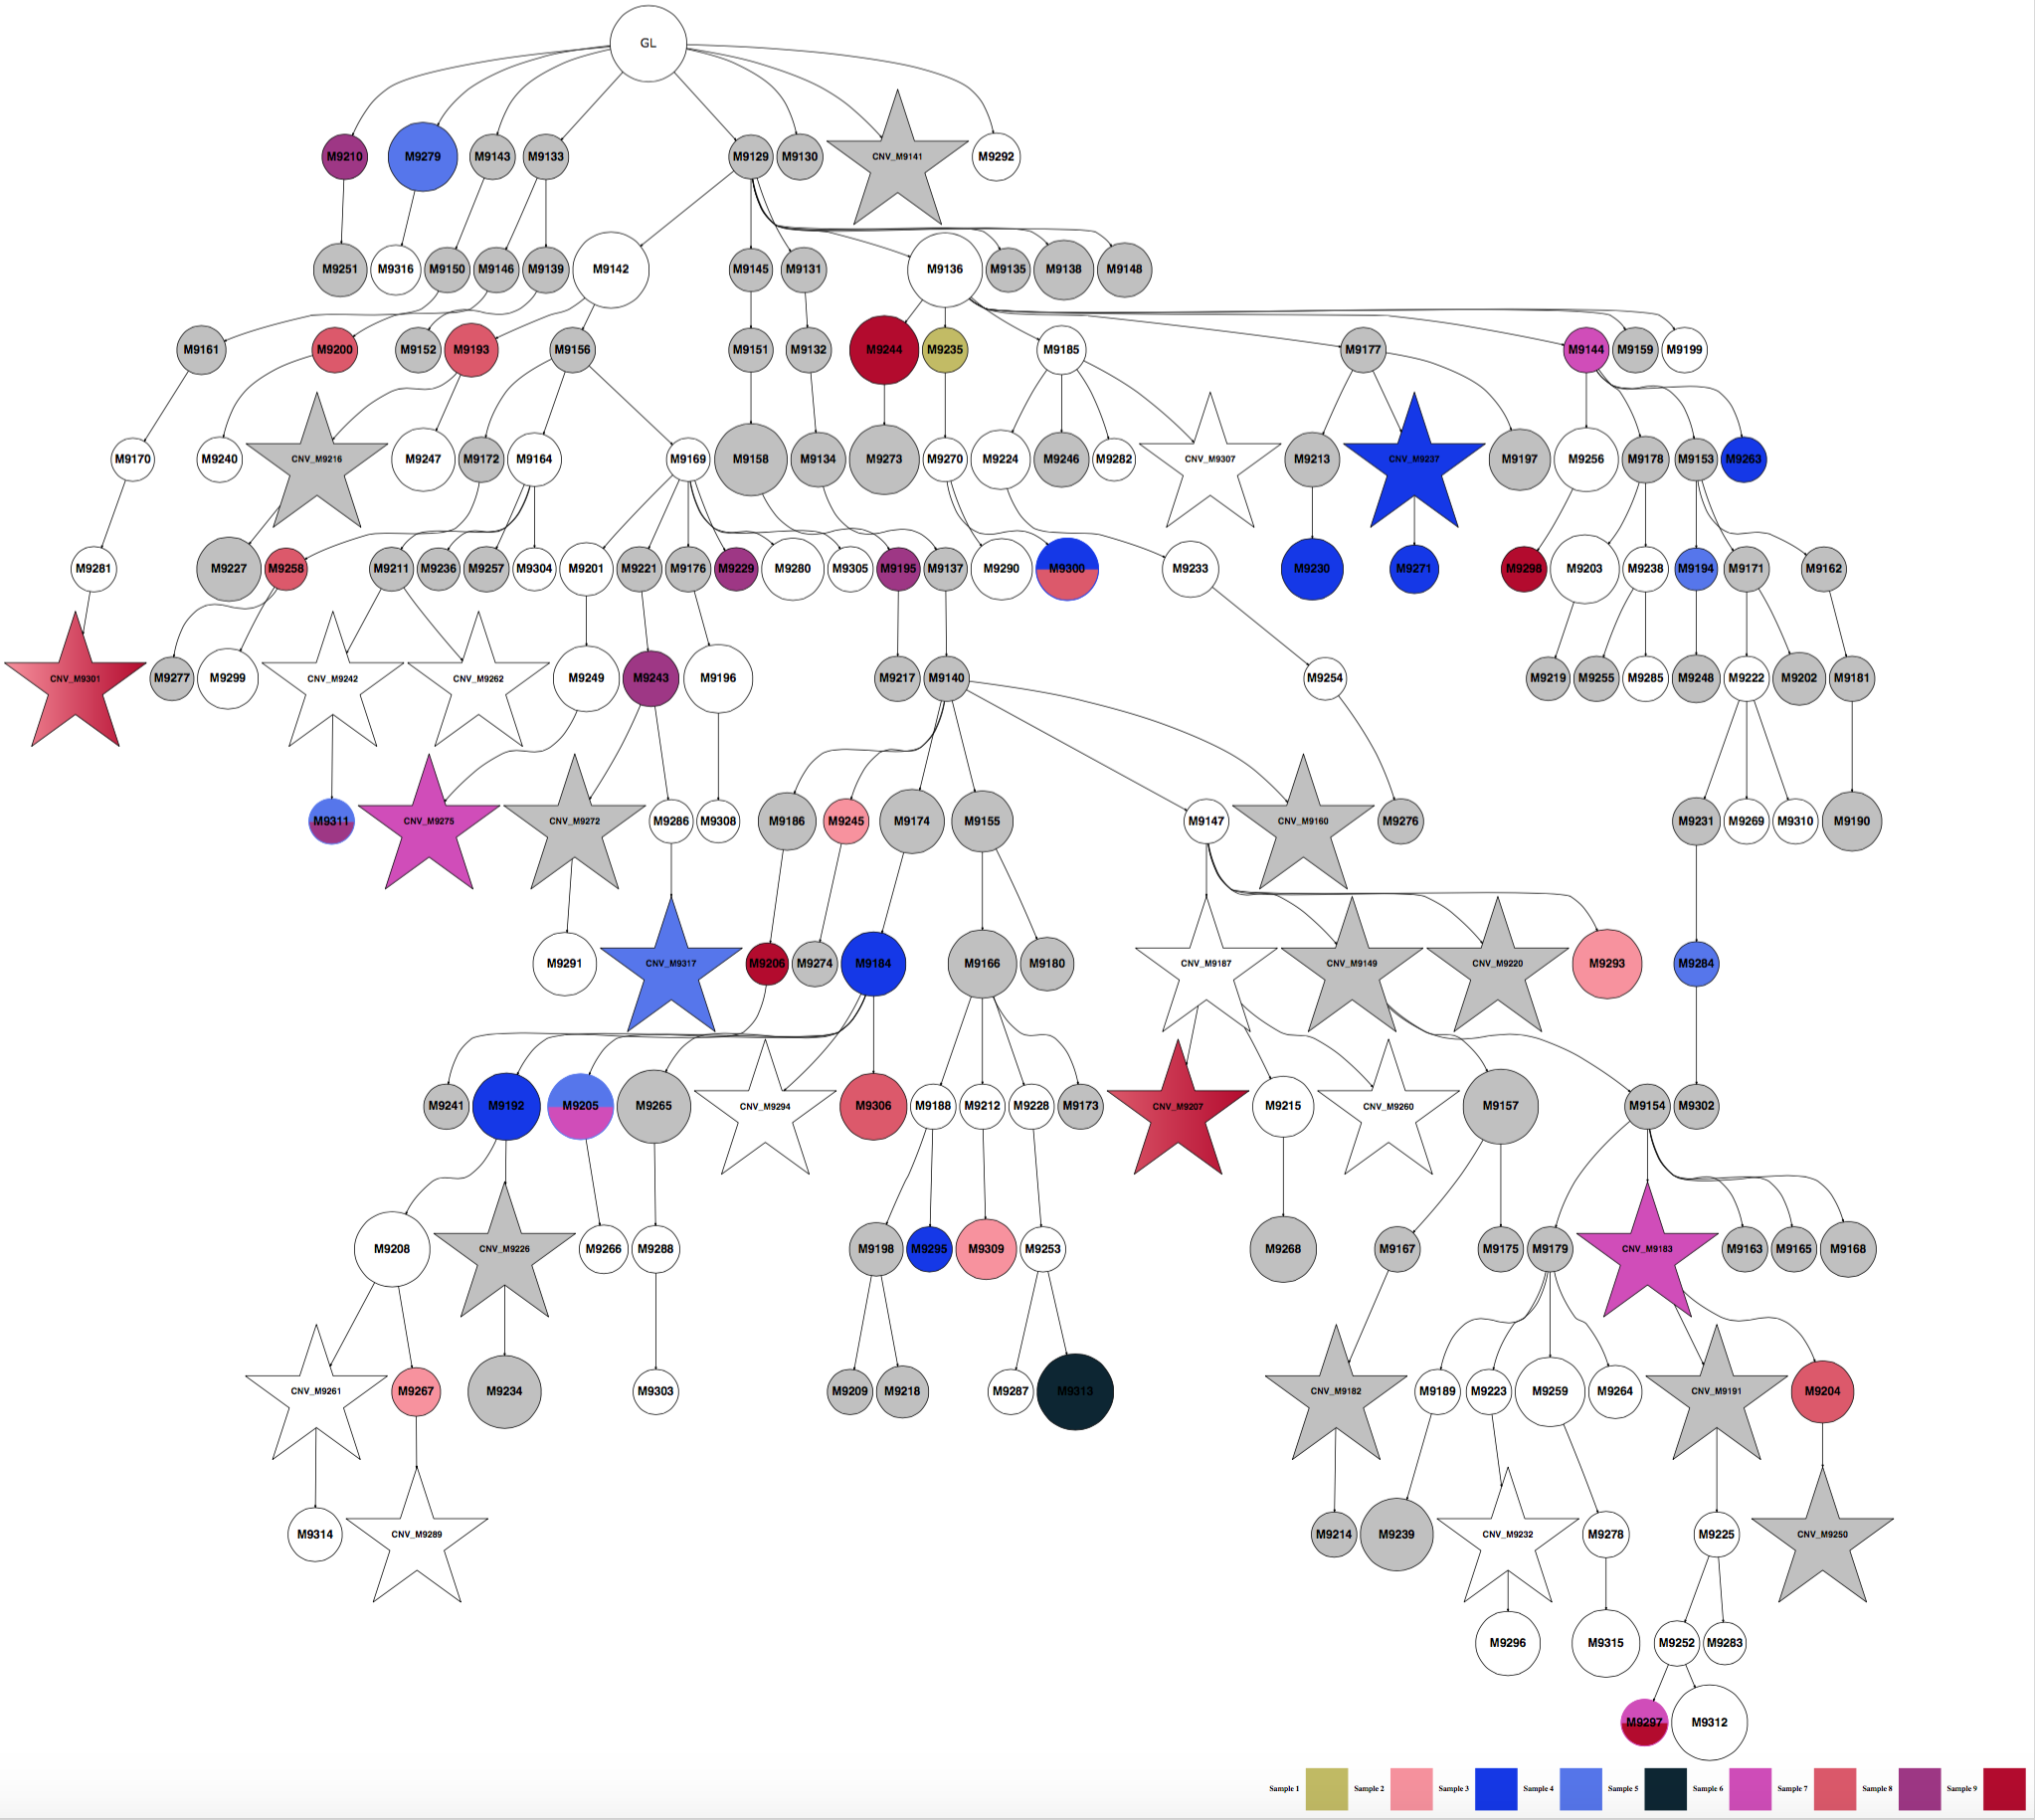 GL
M9210 M9279 M9143 M9133 M9129 M9130 CNV_M9141 M9292
M9251 M9316 M9150 M9146 M9139 M9142 M9145 M9131 M9136 M9135 M9138 M9148
M9161 M9200 M9152 M9193 M9156 M9151 M9132 M9244 M9235 M9185 M9177 M9144 M9159 M9199
M9170 M9240 CNV_M9216 M9247 M9172 M9164 M9169 M9158 M9134 M9273 M9270 M9224 M9246 M9282 CNV_M9307 M9213 CNV_M9237 M9197 M9256 M9178 M9153 M9263
M9281 M9227 M9258 M9211 M9236 M9257 M9304 M9201 M9221 M9176 M9229 M9280 M9305 M9195 M9137 M9290 M9300 M9233 M9230 M9271 M9298 M9203 M9238 M9194 M9171 M9162
CNV_M9301 M9277 M9299 CNV_M9242 CNV_M9262 M9249 M9243 M9196 M9217 M9140 M9254 M9219 M9255 M9285 M9248 M9222 M9202 M9181
M9311 CNV_M9275 CNV_M9272 M9286 M9308 M9186 M9245 M9174 M9155 M9147 CNV_M9160 M9276 M9231 M9269 M9310 M9190
M9291 CNV_M9317 M9206 M9274 M9184 M9166 M9180 CNV_M9187 CNV_M9149 CNV_M9220 M9293 M9284
M9241 M9192 M9205 M9265 CNV_M9294 M9306 M9188 M9212 M9228 M9173 CNV_M9207 M9215 CNV_M9260 M9157 M9154 M9302
M9208 CNV_M9226 M9266 M9288 M9198 M9295 M9309 M9253 M9268 M9167 M9175 M9179 CNV_M9183 M9163 M9165 M9168
CNV_M9261 M9267 M9234 M9303 M9209 M9218 M9287 M9313 CNV_M9182 M9189 M9223 M9259 M9264 CNV_M9191 M9204
M9314 CNV_M9289 M9214 M9239 CNV_M9232 M9278 M9225 CNV_M9250
M9296 M9315 M9252 M9283
M9297 M9312
Sample 1 Sample 2 Sample 3 Sample 4 Sample 5 Sample 6 Sample 7 Sample 8 Sample 9